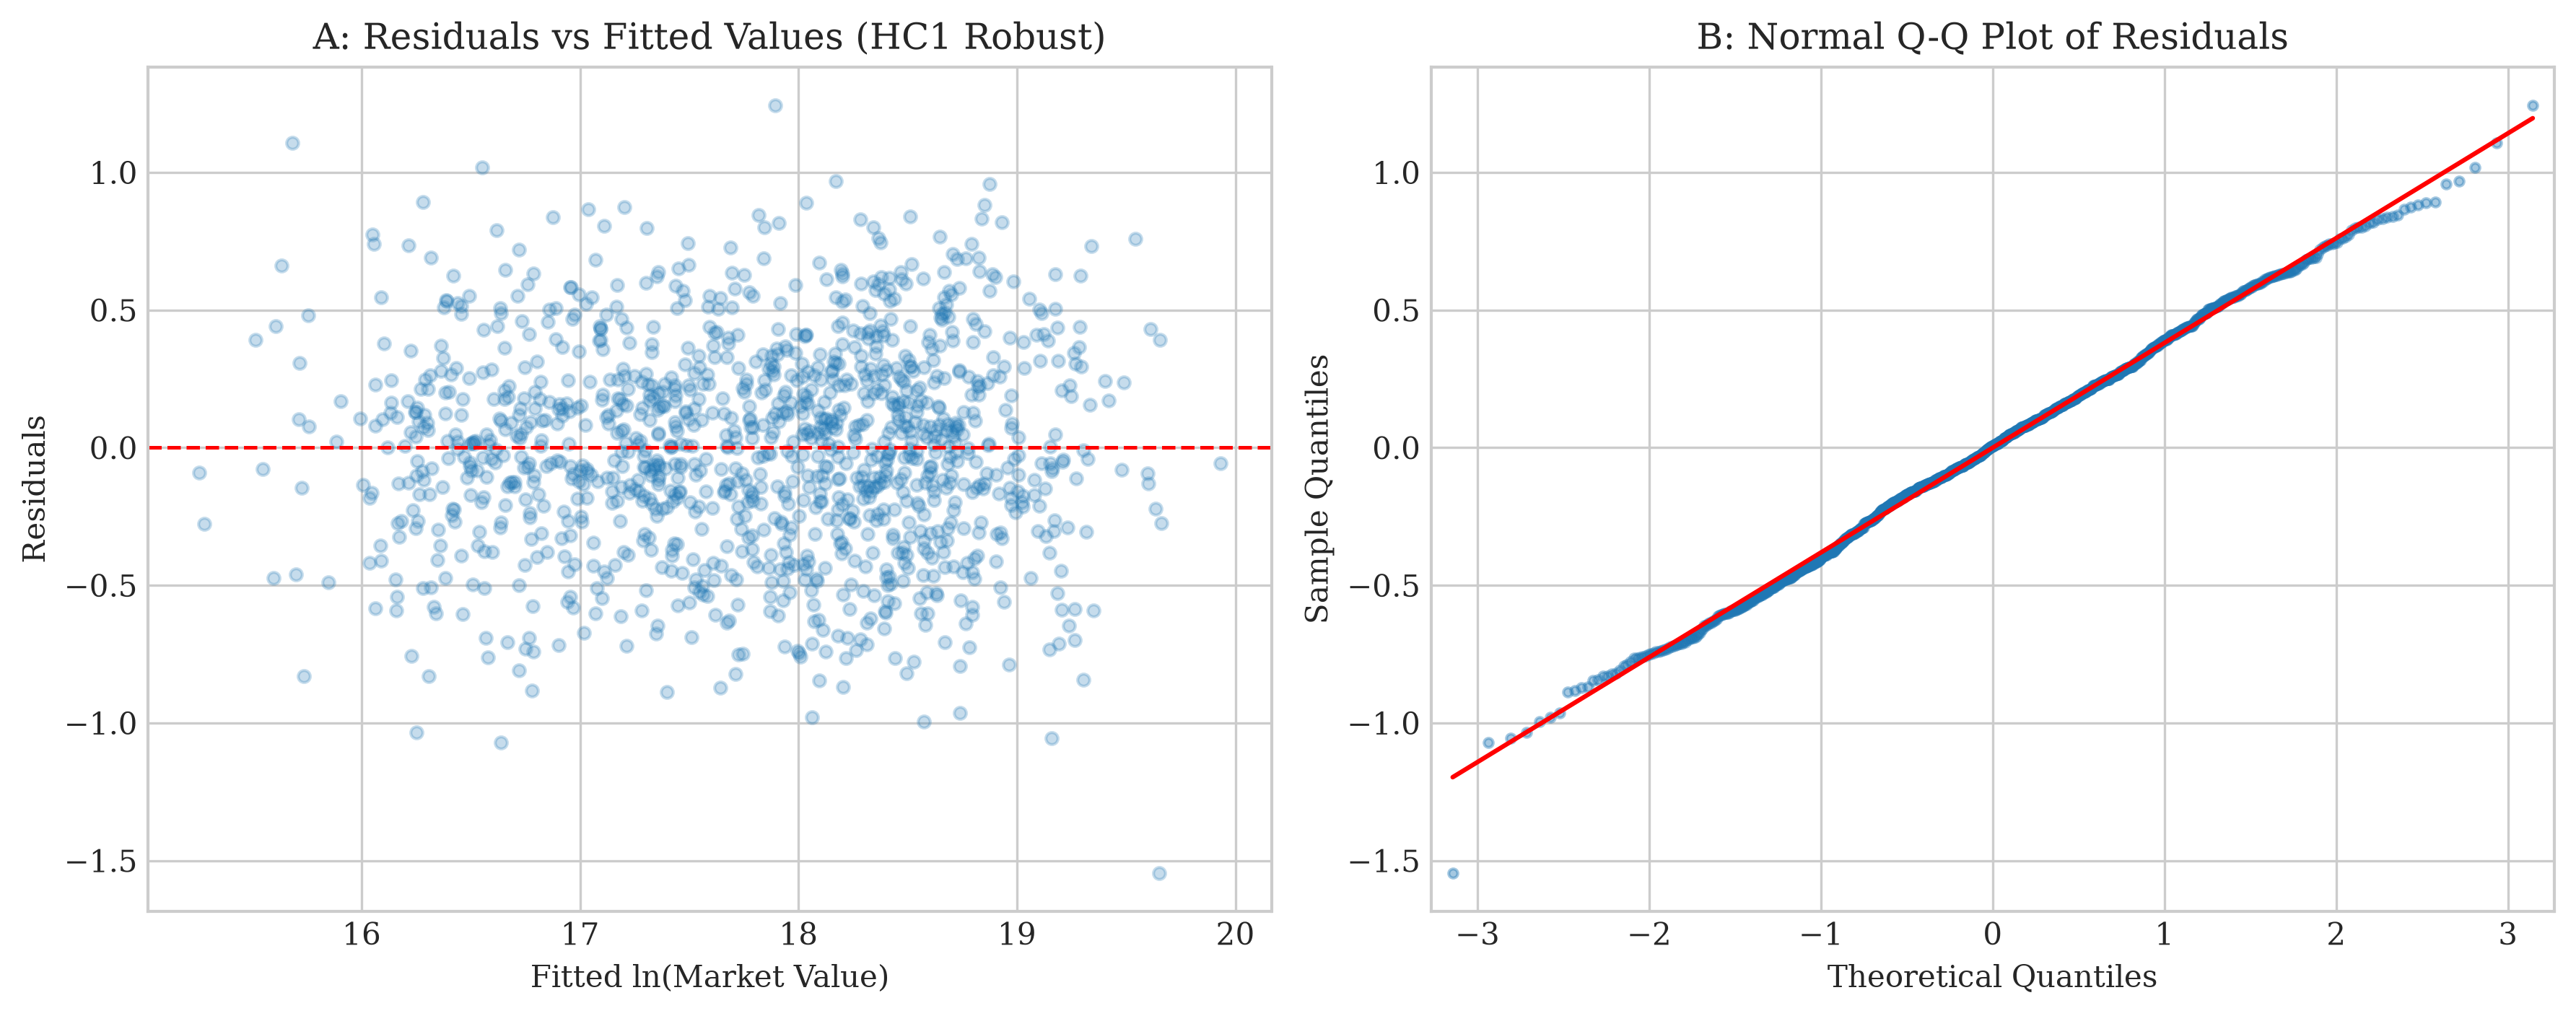 A: Residuals vs Fitted Values (HC1 Robust)
Residuals
1.0
0.5
0.0
−0.5
−1.0
−1.5
16 17 18 19 20
Fitted ln(Market Value)
B: Normal Q-Q Plot of Residuals
Sample Quantiles
1.0
0.5
0.0
−0.5
−1.0
−1.5
−3 −2 −1 0 1 2 3
Theoretical Quantiles